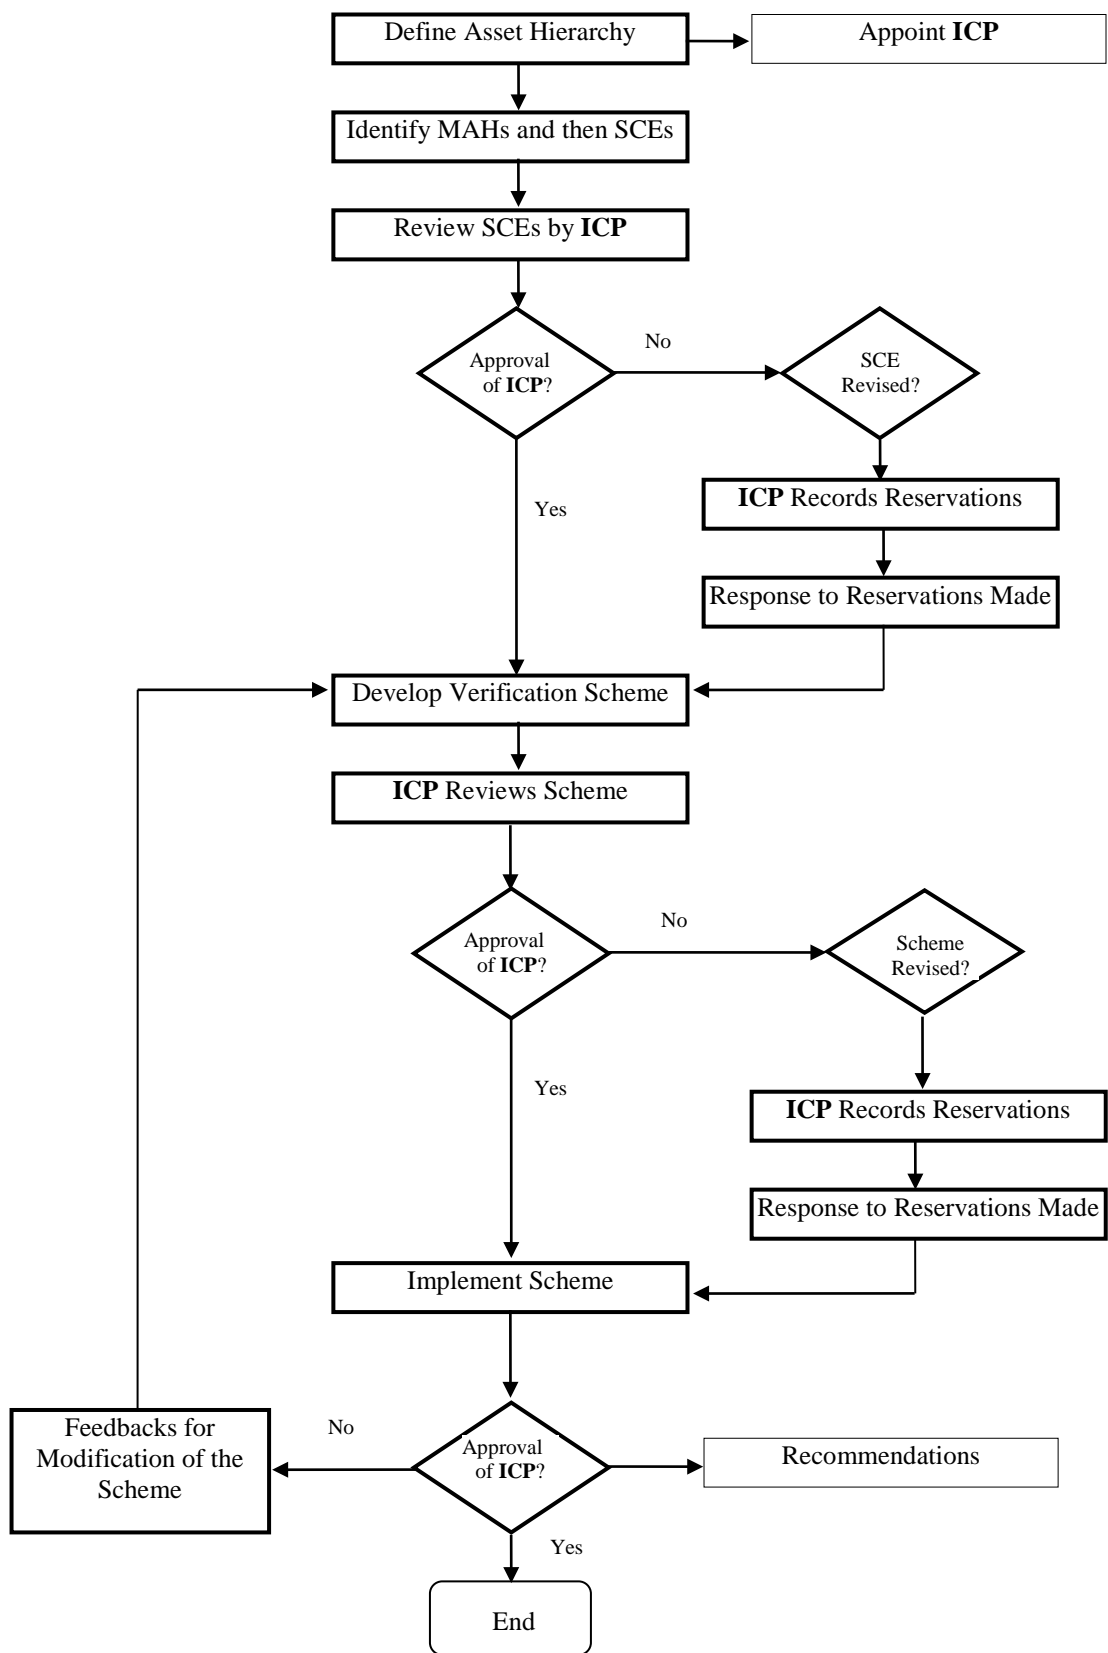 Define Asset Hierarchy
Appoint ICP
Identify MAHs and then SCEs
Review SCEs by ICP
Approval
of ICP?
No
SCE
Revised?
ICP Records Reservations
Yes
Response to Reservations Made
Develop Verification Scheme
ICP Reviews Scheme
Approval
of ICP?
No
Scheme
Revised?
Yes
ICP Records Reservations
Response to Reservations Made
Implement Scheme
Feedbacks for
Modification of the
Scheme
No
Approval
of ICP?
Recommendations
Yes
End